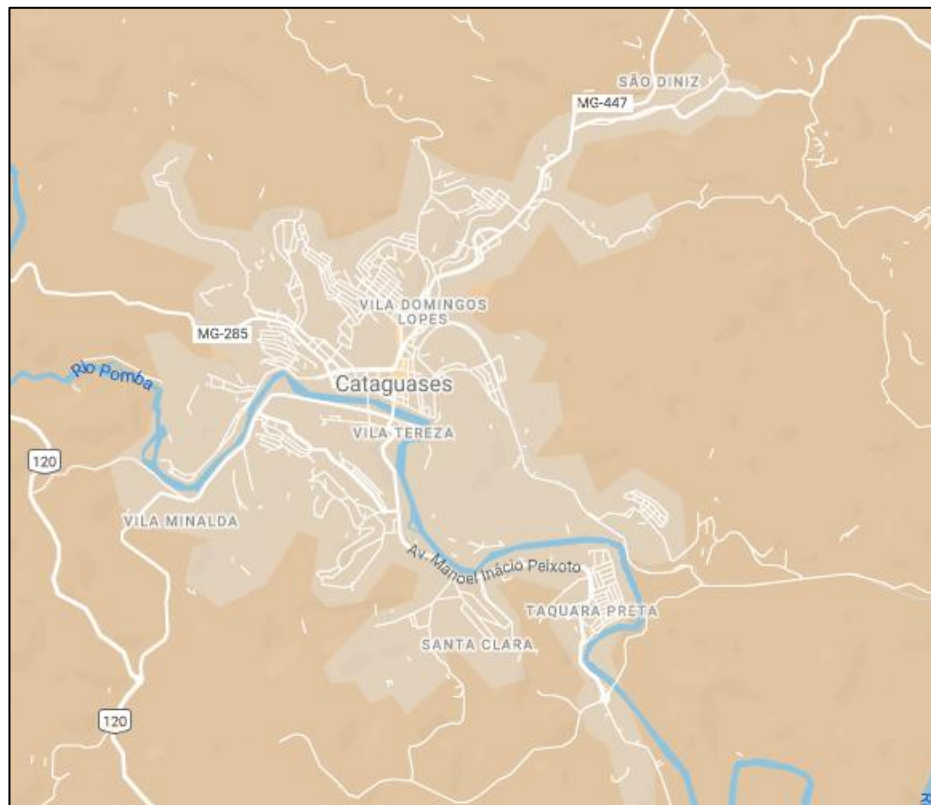 SÃO DINIZ
MG-447
VILA DOMINGOS
LOPES
MG-285
Rio Pomba
Cataguases
VILA TEREZA
120
VILA MINALDA
Av. Manoel Inácio Peixoto
TAQUARA PRETA
SANTA CLARA
120